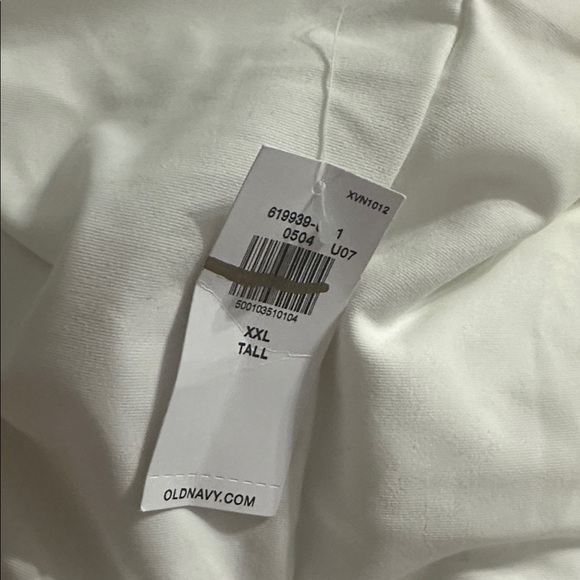 XVN1012
619939- 1
0504 U07
500103510104
XXL
TALL
OLDNAVY.COM